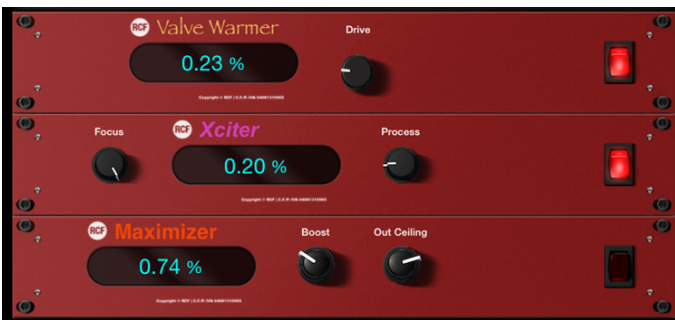 RCF Valve Warmer
Drive
0.23 %
Focus
RCF Xciter
Process
0.20 %
RCF Maximizer
Boost
Out Ceiling
0.74 %